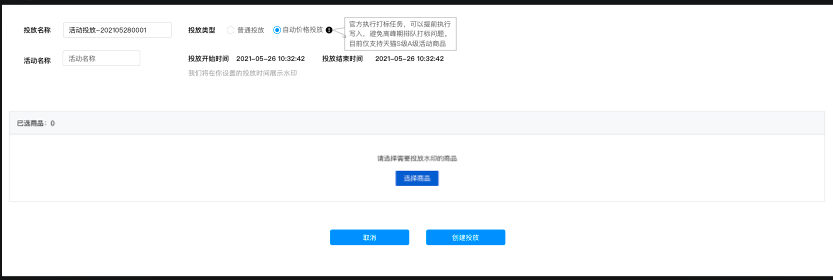 投放名称 活动投放-202105280001 投放类型 普通投放 自动价格投放
官方执行打标任务，可以提前执行
写入，避免高峰期排队打标问题。
目前仅支持天猫S级A级活动商品
活动名称 活动名称 投放开始时间 2021-05-26 10:32:42 投放结束时间 2021-05-26 10:32:42
我们将在你设置的投放时间展示水印
已选商品：0
请选择需要投放水印的商品
选择商品
取消 创建投放